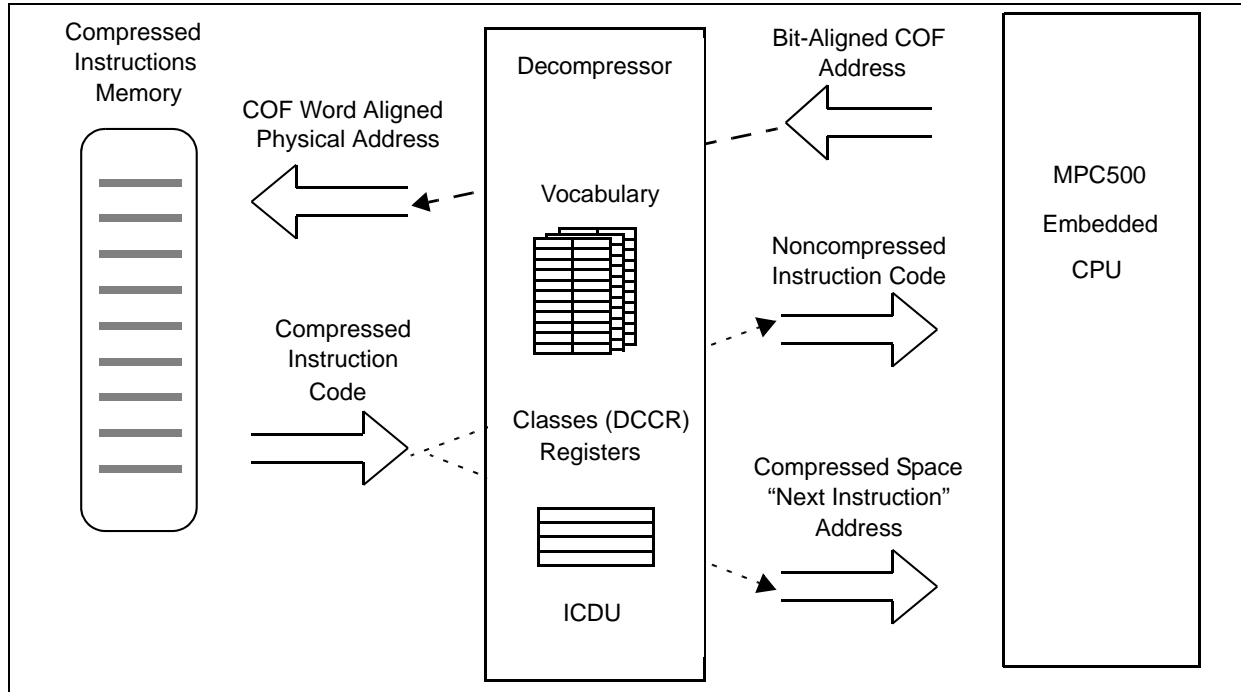 Compressed
Instructions
Memory
COF Word Aligned
Physical Address
Compressed
Instruction
Code
Decompressor
Vocabulary
Classes (DCCR)
Registers
ICDU
Bit-Aligned COF
Address
Noncompressed
Instruction Code
Compressed Space
“Next Instruction”
Address
MPC500
Embedded
CPU